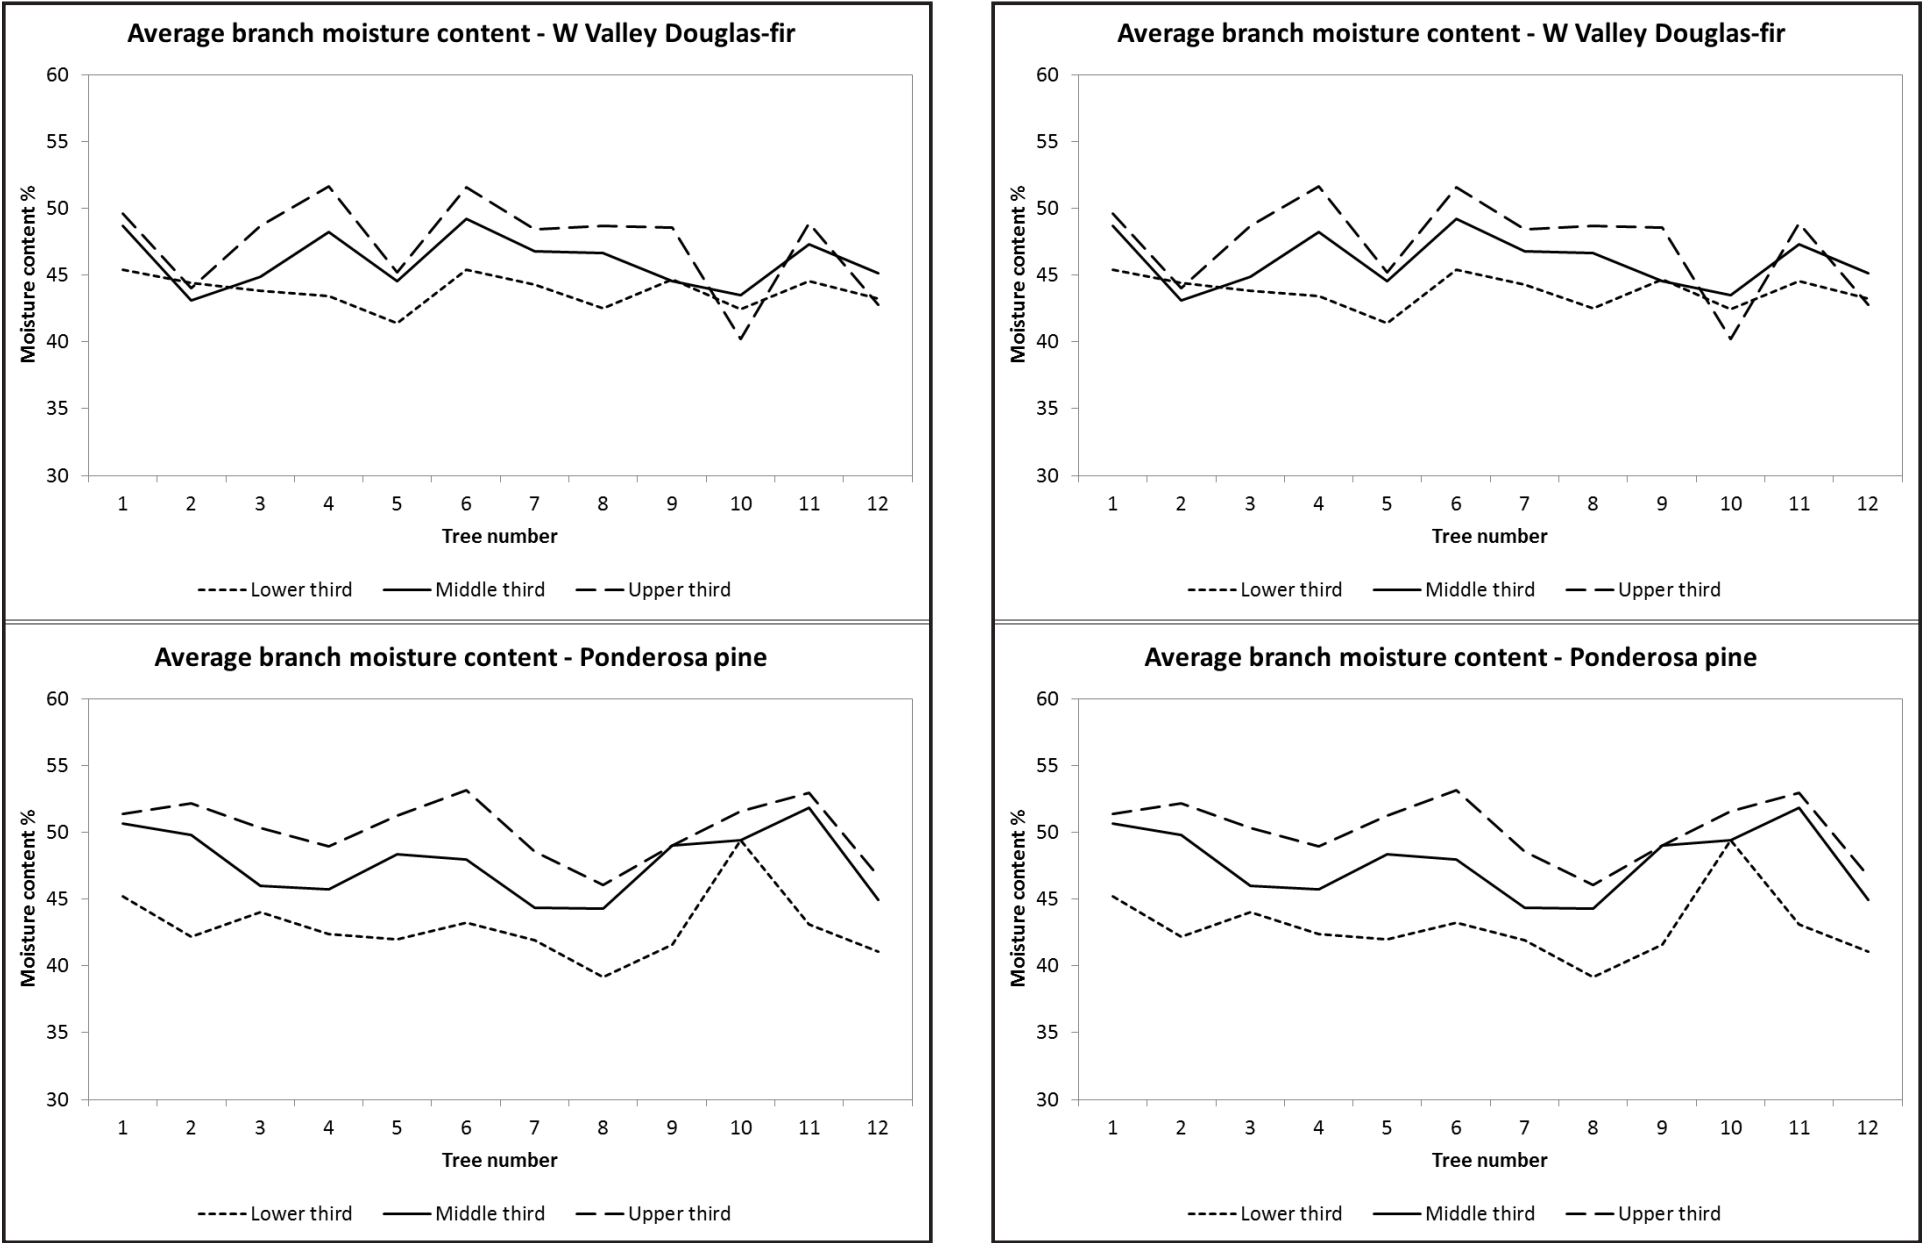 Average branch moisture content - W Valley Douglas-fir
60
55
50
45
40
35
30
Moisture content %
1 2 3 4 5 6 7 8 9 10 11 12
Tree number
Lower third Middle third Upper third
Average branch moisture content - Ponderosa pine
60
55
50
45
40
35
30
Moisture content %
1 2 3 4 5 6 7 8 9 10 11 12
Tree number
Lower third Middle third Upper third
Average branch moisture content - W Valley Douglas-fir
60
55
50
45
40
35
30
Moisture content %
1 2 3 4 5 6 7 8 9 10 11 12
Tree number
Lower third Middle third Upper third
Average branch moisture content - Ponderosa pine
60
55
50
45
40
35
30
Moisture content %
1 2 3 4 5 6 7 8 9 10 11 12
Tree number
Lower third Middle third Upper third